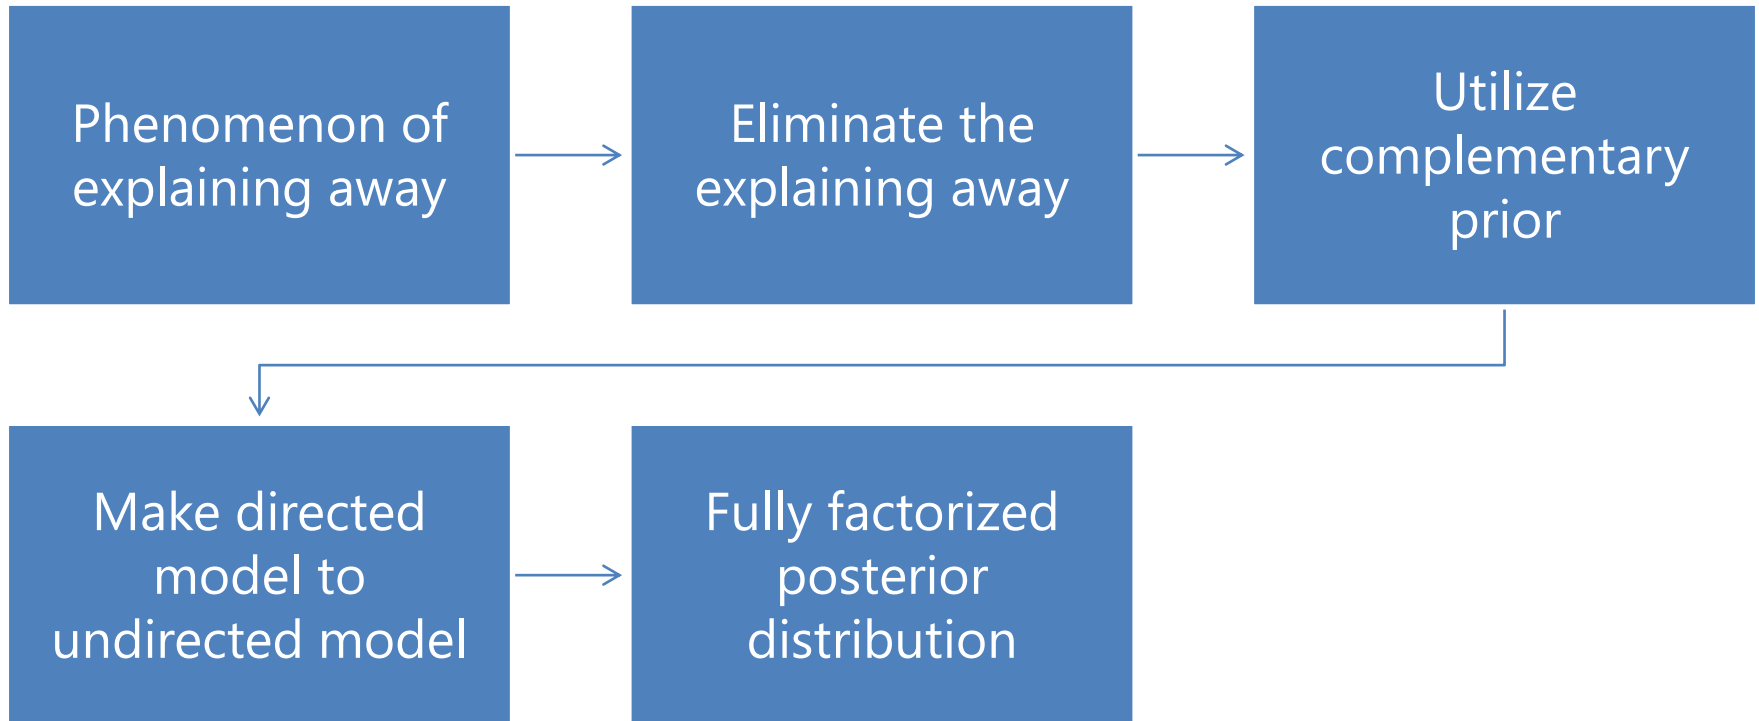 Phenomenon of
explaining away
Eliminate the
explaining away
Utilize
complementary
prior
Make directed
model to
undirected model
Fully factorized
posterior
distribution